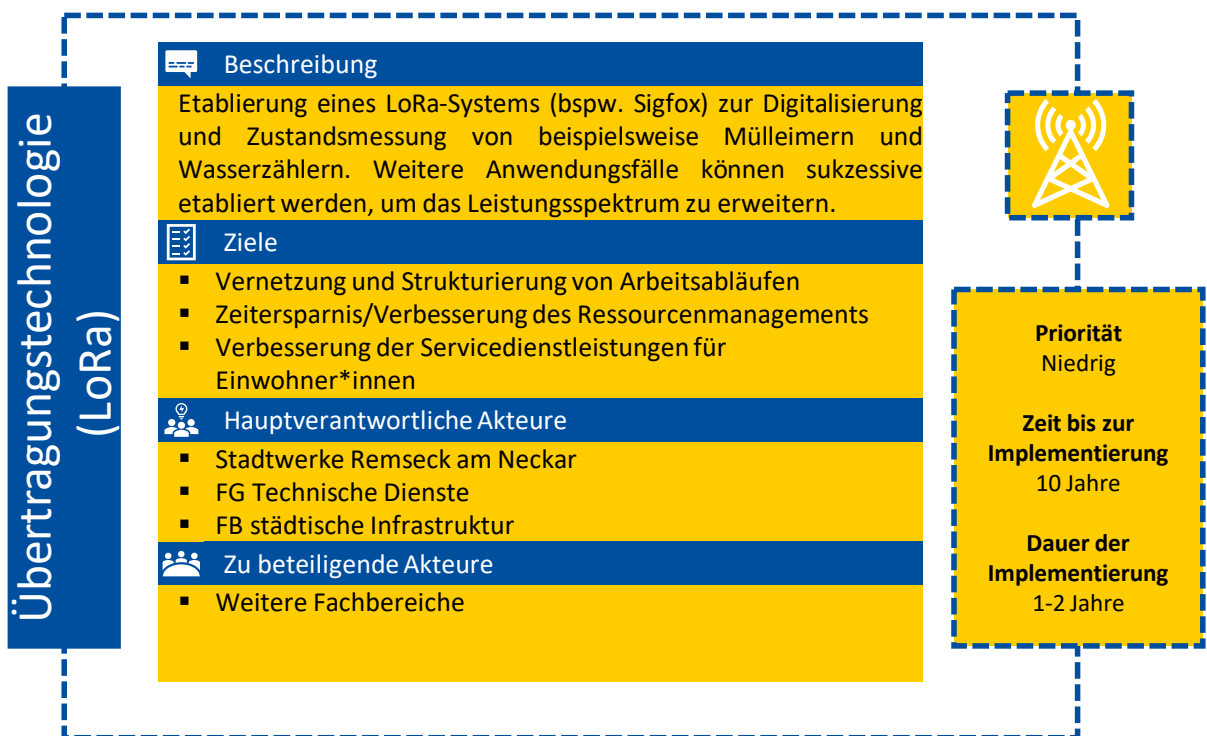 Übertragungstechnologie
(LoRa)
Beschreibung
Etablierung eines LoRa-Systems (bspw. Sigfox) zur Digitalisierung
und Zustandsmessung von beispielsweise Mülleimern und
Wasserzählern. Weitere Anwendungsfälle können sukzessive
etabliert werden, um das Leistungsspektrum zu erweitern.
Ziele
▪ Vernetzung und Strukturierung von Arbeitsabläufen
▪ Zeitersparnis/Verbesserung des Ressourcenmanagements
▪ Verbesserung der Servicedienstleistungen für
Einwohner*innen
Hauptverantwortliche Akteure
▪ Stadtwerke Remseck am Neckar
▪ FG Technische Dienste
▪ FB städtische Infrastruktur
Zu beteiligende Akteure
▪ Weitere Fachbereiche
Priorität
Niedrig
Zeit bis zur
Implementierung
10 Jahre
Dauer der
Implementierung
1-2 Jahre